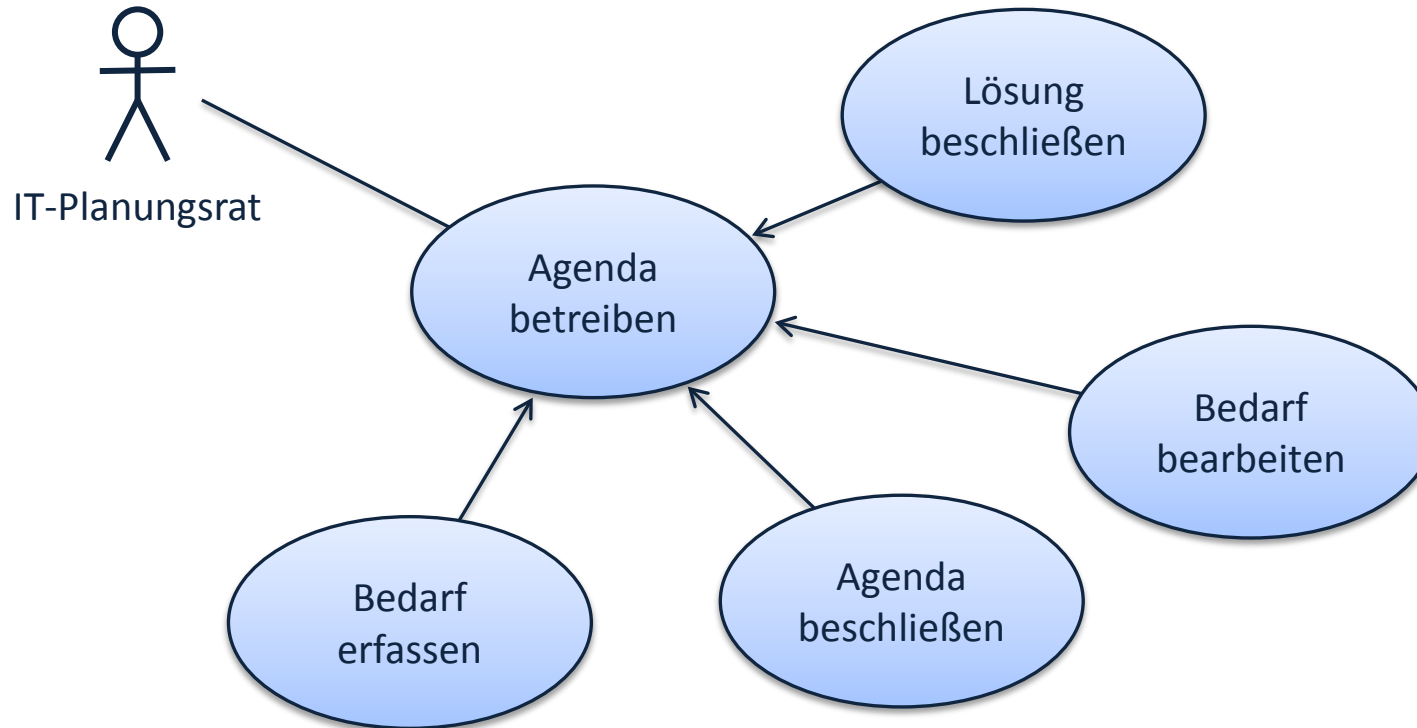 IT-Planungsrat
Lösung
beschließen
Agenda
betreiben
Bedarf
bearbeiten
Bedarf
erfassen
Agenda
beschließen